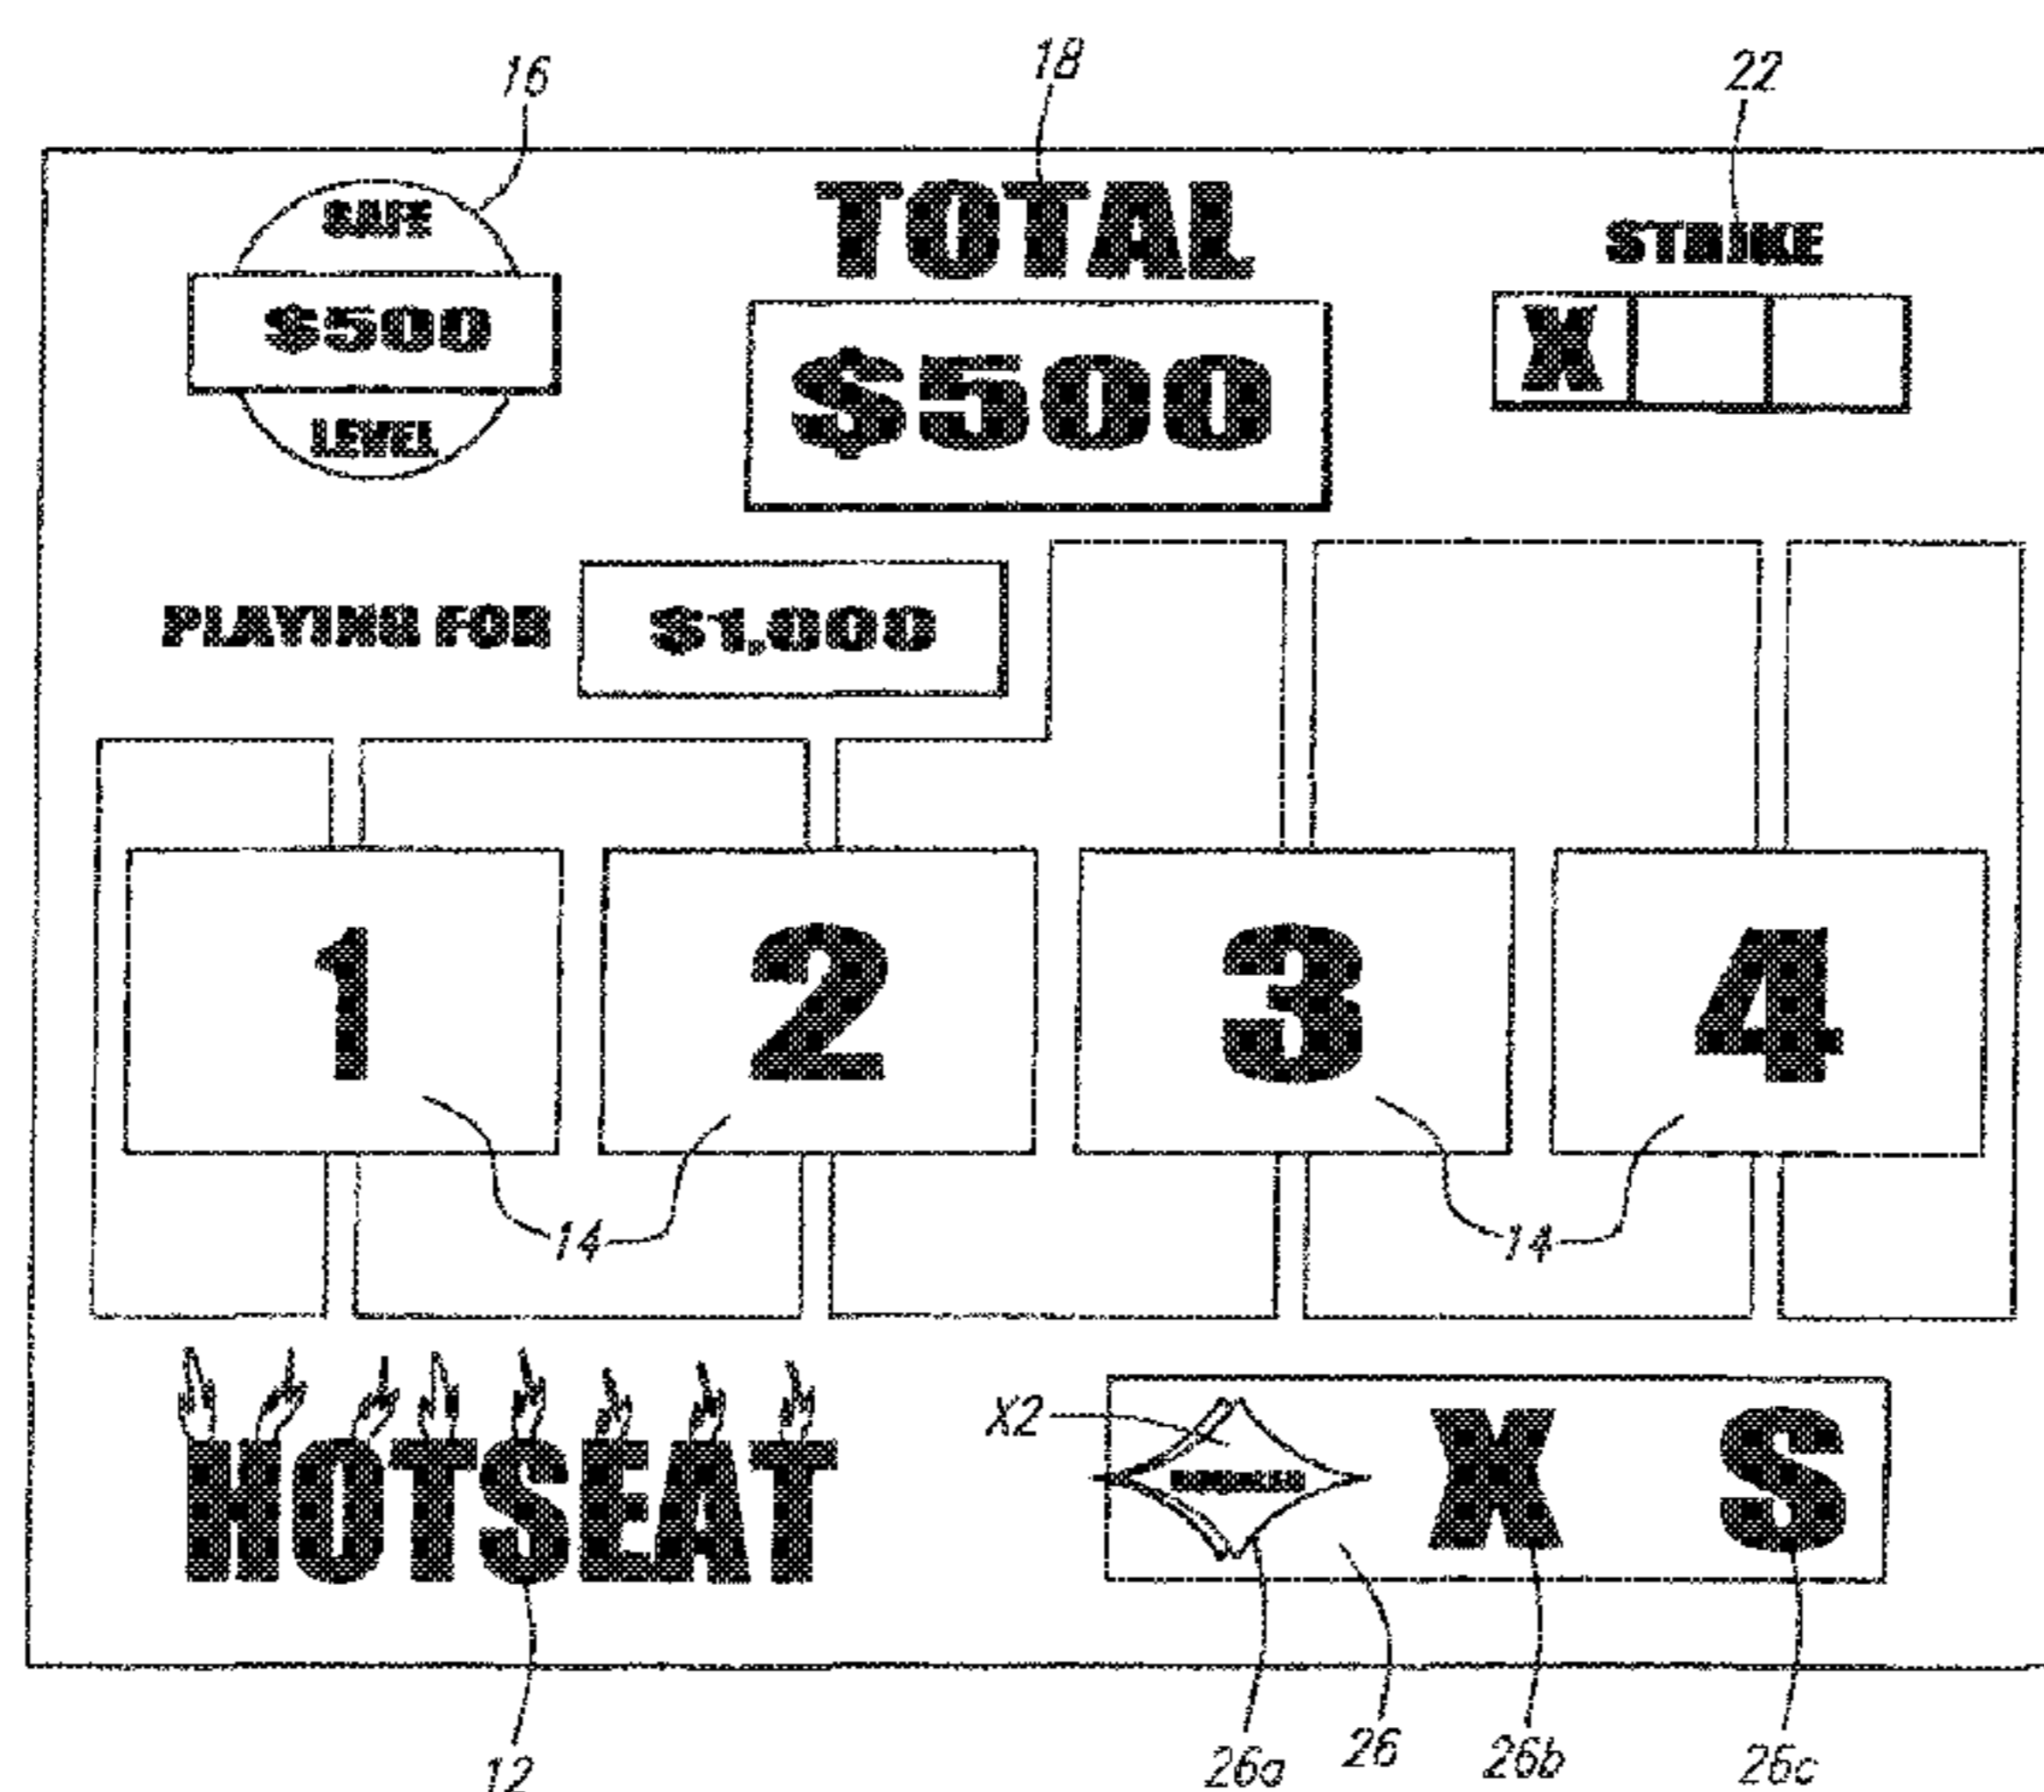 16 18 22
SAFE
$500
LEVEL
TOTAL
$500
STRIKE
X
PLAYING FOR $1,000
1 2 3 4
14 14
HOTSEAT
X2
X S
12 26a 26 26b 26c